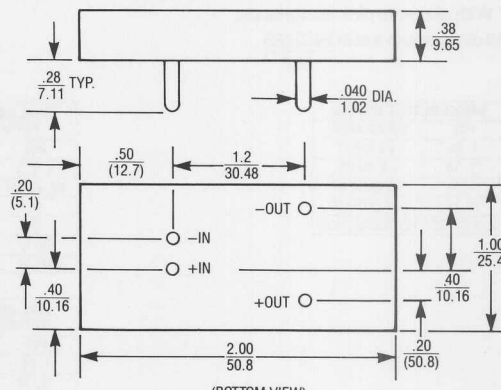 .38
9.65
.28 TYP.
7.11
.040 DIA.
1.02
.50
(12.7)
1.2
30.48
.20
(5.1)
–OUT
–IN
+IN
1.00
25.4
.40
10.16
.40
10.16
+OUT
2.00
50.8
.20
(50.8)
(BOTTOM VIEW)